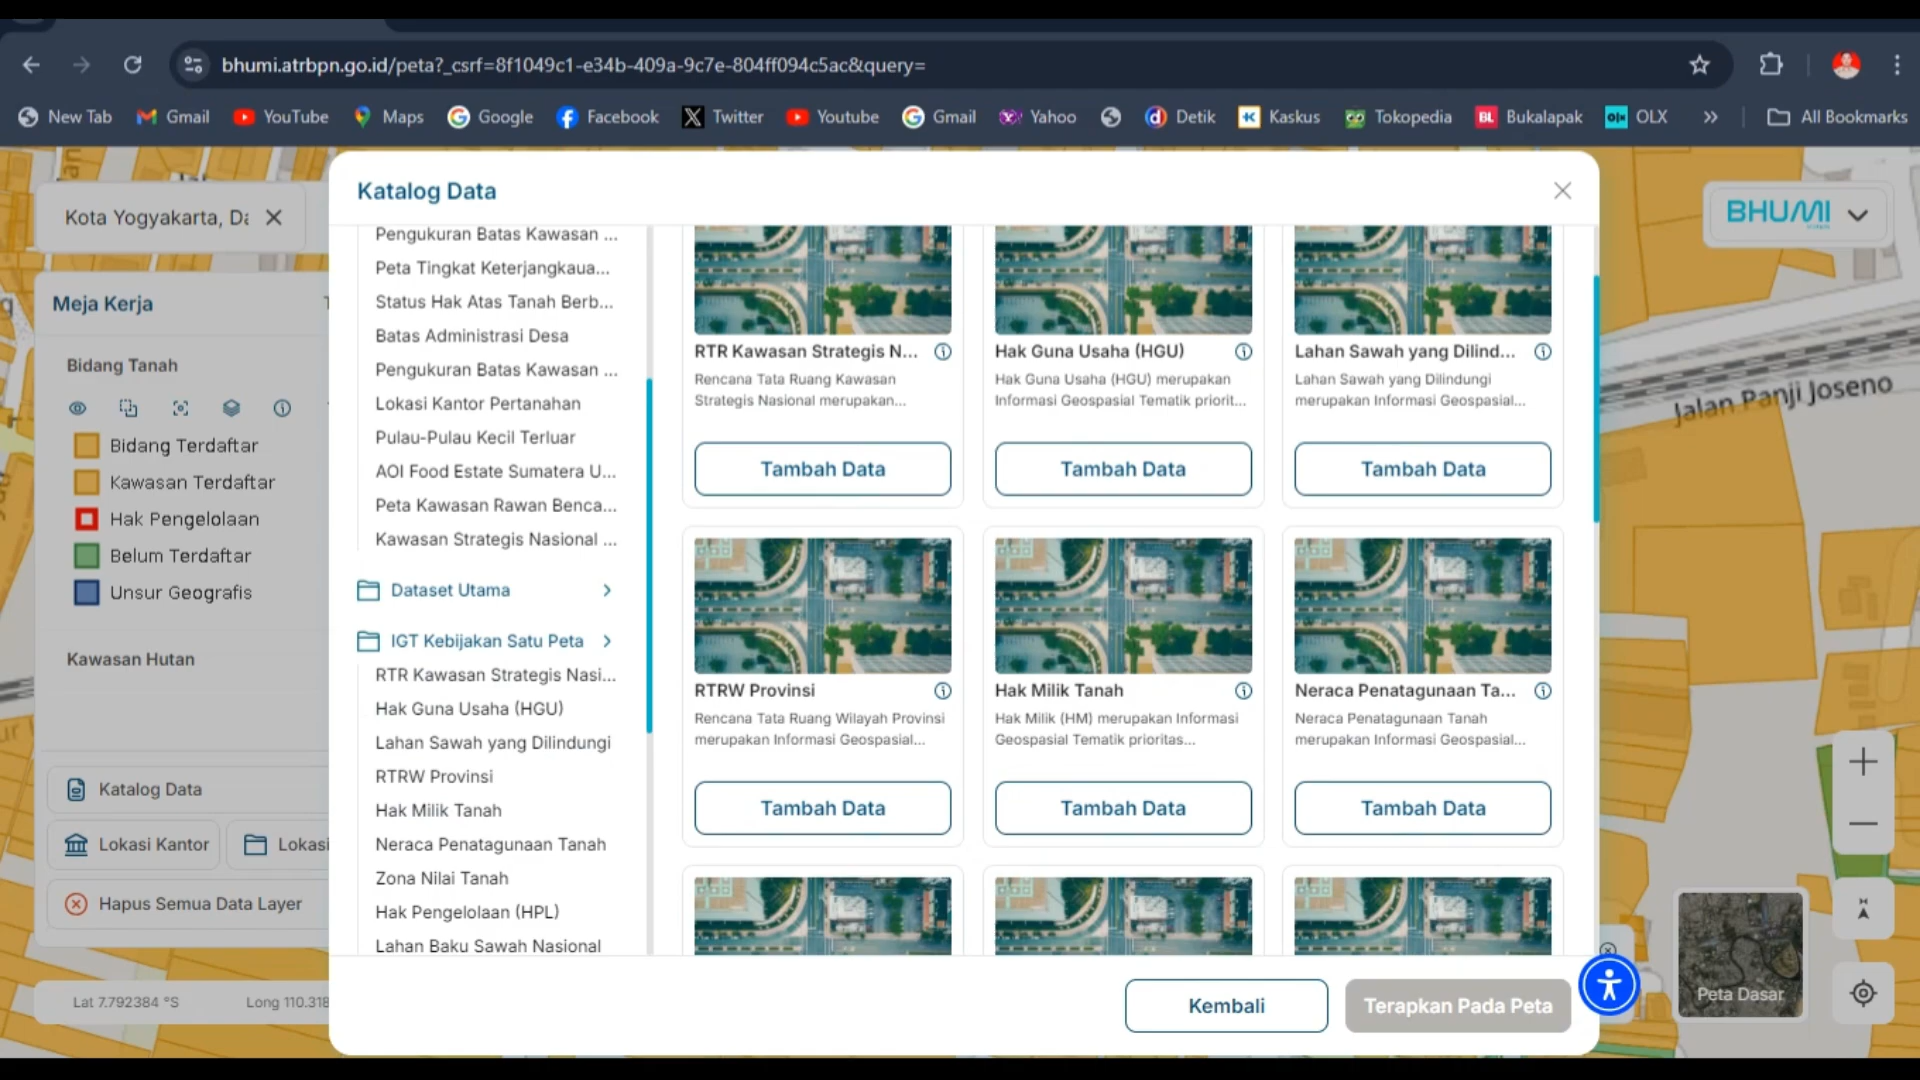 bhumi.atrbpn.go.id/peta?_csrf=8f1049c1-e34b-409a-9c7e-804ff094c5ac&query=
New Tab
Gmail
YouTube
Maps
Google
Facebook
Twitter
Youtube
Gmail
Yahoo
Detik
Kaskus
Tokopedia
Bukalapak
OLX
All Bookmarks
Kota Yogyakarta, Da
Meja Kerja
Bidang Tanah
Bidang Terdaftar
Kawasan Terdaftar
Hak Pengelolaan
Belum Terdaftar
Unsur Geografis
Kawasan Hutan
Katalog Data
Lokasi Kantor
Lokasi
Hapus Semua Data Layer
Lat 7.792384 °S
Long 110.318
Katalog Data
Pengukuran Batas Kawasan ...
Peta Tingkat Keterjangkaua...
Status Hak Atas Tanah Berb...
Batas Administrasi Desa
Pengukuran Batas Kawasan ...
Lokasi Kantor Pertanahan
Pulau-Pulau Kecil Terluar
AOI Food Estate Sumatera U...
Peta Kawasan Rawan Benca...
Kawasan Strategis Nasional ...
Dataset Utama
IGT Kebijakan Satu Peta
RTR Kawasan Strategis Nasi...
Hak Guna Usaha (HGU)
Lahan Sawah yang Dilindungi
RTRW Provinsi
Hak Milik Tanah
Neraca Penatagunaan Tanah
Zona Nilai Tanah
Hak Pengelolaan (HPL)
Lahan Baku Sawah Nasional
RTR Kawasan Strategis N...
Rencana Tata Ruang Kawasan
Strategis Nasional merupakan...
Tambah Data
Hak Guna Usaha (HGU)
Hak Guna Usaha (HGU) merupakan
Informasi Geospasial Tematik priorit...
Tambah Data
Lahan Sawah yang Dilind...
Lahan Sawah yang Dilindungi
merupakan Informasi Geospasial...
Tambah Data
RTRW Provinsi
Rencana Tata Ruang Wilayah Provinsi
merupakan Informasi Geospasial...
Tambah Data
Hak Milik Tanah
Hak Milik (HM) merupakan Informasi
Geospasial Tematik prioritas...
Tambah Data
Neraca Penatagunaan Ta...
Neraca Penatagunaan Tanah
merupakan Informasi Geospasial...
Tambah Data
Kembali
Terapkan Pada Peta
BHUMI
Jalan Panji Joseno
Peta Dasar